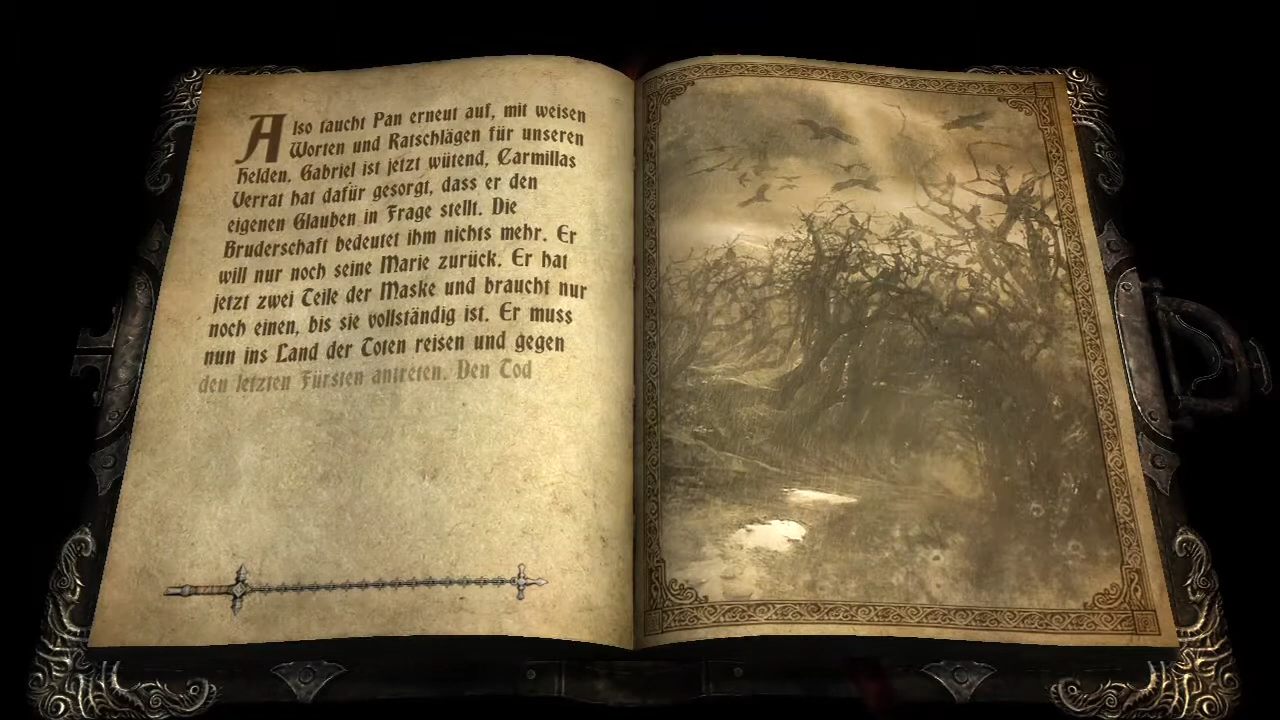 Also taucht Pan erneut auf, mit weisen
Worten und Ratschlägen für unseren
Helden. Gabriel ist jetzt wütend, Carmillas
Verrat hat dafür gesorgt, dass er den
eigenen Glauben in Frage stellt. Die
Bruderschaft bedeutet ihm nichts mehr. Er
will nur noch seine Marie zurück. Er hat
jetzt zwei Teile der Maske und braucht nur
noch einen, bis sie vollständig ist. Er muss
nun ins Land der Toten reisen und gegen
den letzten Fürsten antreten. Den Tod